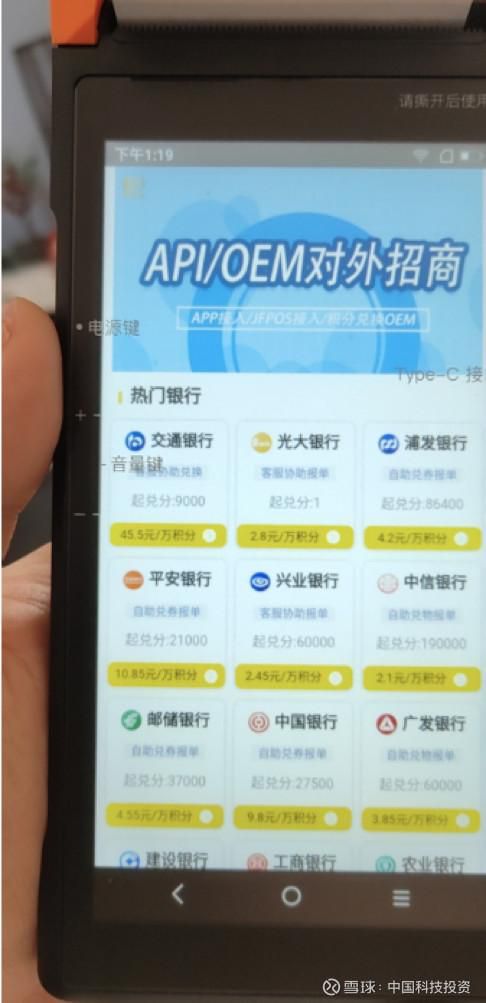 请撕开后使用
下午1:19
API/OEM对外招商
APP接入/JFPOS接入/积分兑换OEM
电源键
Type-C 接
热门银行
+
交通银行 光大银行 浦发银行
音量键
客服协助兑换 客服协助报单 自助兑券报单
起兑分:9000 起兑分:1 起兑分:86400
45.5元/万积分 2.8元/万积分 4.2元/万积分
平安银行 兴业银行 中信银行
自助兑券报单 客服协助报单 自助兑物报单
起兑分:21000 起兑分:60000 起兑分:190000
10.85元/万积分 2.45元/万积分 2.1元/万积分
邮储银行 中国银行 广发银行
自助兑券报单 自助兑券报单 自助兑物报单
起兑分:37000 起兑分:27500 起兑分:60000
4.55元/万积分 9.8元/万积分 3.85元/万积分
建设银行 工商银行 农业银行
雪球:中国科技投资